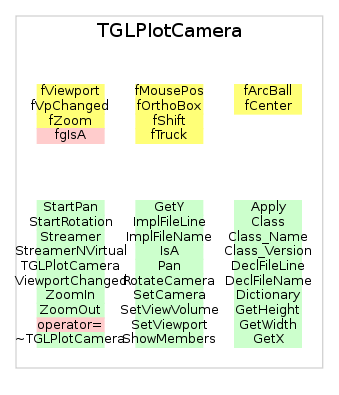 TGLPlotCamera
fViewport
fVpChanged
fZoom
fgIsA
fMousePos
fOrthoBox
fShift
fTruck
fArcBall
fCenter
StartPan
StartRotation
Streamer
StreamerNVirtual
TGLPlotCamera
ViewportChanged
ZoomIn
ZoomOut
operator=
~TGLPlotCamera
GetY
ImplFileLine
ImplFileName
IsA
Pan
RotateCamera
SetCamera
SetViewVolume
SetViewport
ShowMembers
Apply
Class
Class_Name
Class_Version
DeclFileLine
DeclFileName
Dictionary
GetHeight
GetWidth
GetX